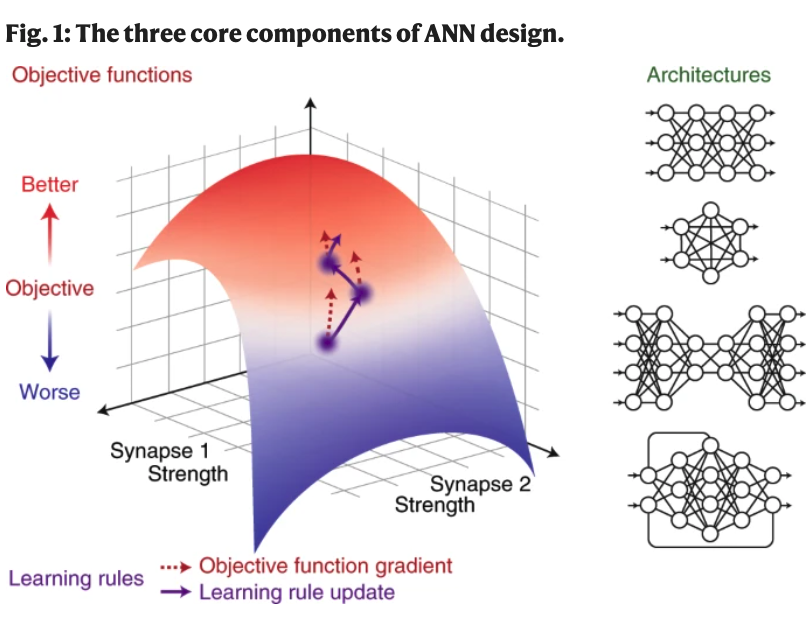 Fig. 1: The three core components of ANN design.
Objective functions
Architectures
Better
Objective
Worse
Synapse 1
Strength
Synapse 2
Strength
Learning rules
Objective function gradient
Learning rule update